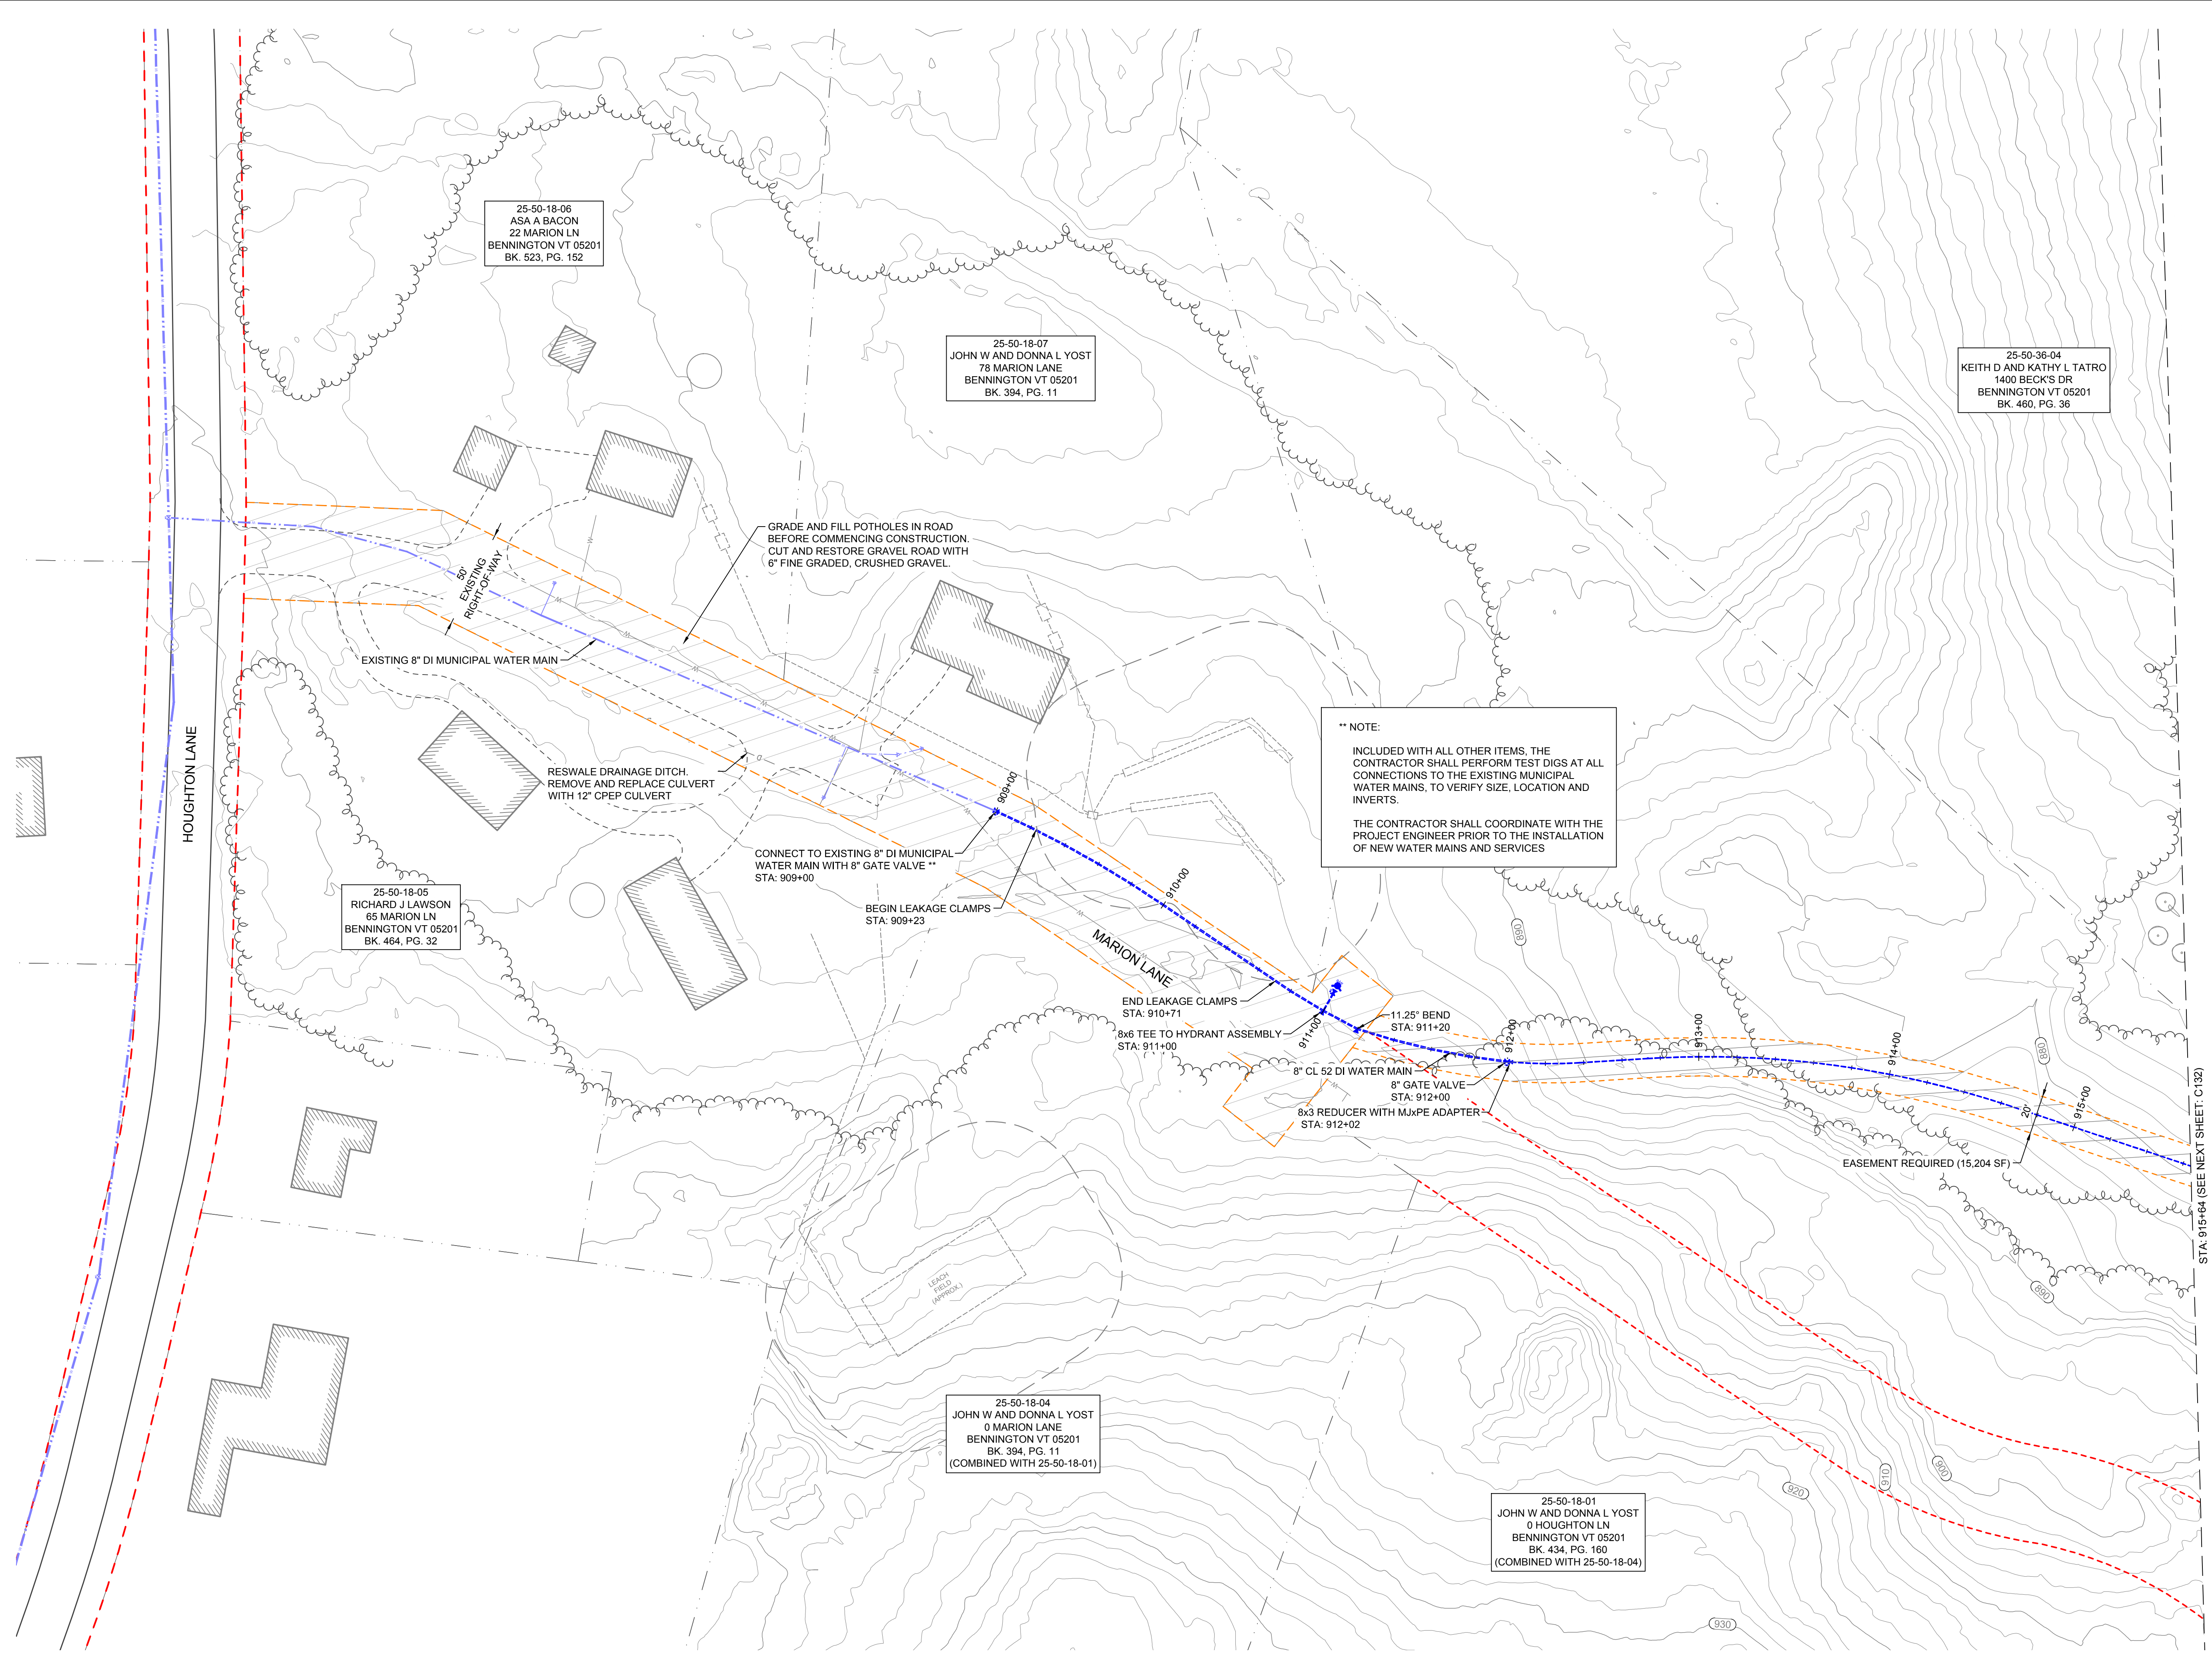 25-50-18-06
ASA A BACON
22 MARION LN
BENNINGTON VT 05201
BK. 523, PG. 152
25-50-18-07
JOHN W AND DONNA L YOST
78 MARION LANE
BENNINGTON VT 05201
BK. 394, PG. 11
25-50-36-04
KEITH D AND KATHY L TATRO
1400 BECK'S DR
BENNINGTON VT 05201
BK. 460, PG. 36
GRADE AND FILL POTHOLES IN ROAD
BEFORE COMMENCING CONSTRUCTION.
CUT AND RESTORE GRAVEL ROAD WITH
6" FINE GRADED, CRUSHED GRAVEL.
50'
EXISTING
RIGHT-OF-WAY
EXISTING 8" DI MUNICIPAL WATER MAIN
HOUGHTON LANE
RESWALE DRAINAGE DITCH.
REMOVE AND REPLACE CULVERT
WITH 12" CPEP CULVERT
** NOTE:
INCLUDED WITH ALL OTHER ITEMS, THE
CONTRACTOR SHALL PERFORM TEST DIGS AT ALL
CONNECTIONS TO THE EXISTING MUNICIPAL
WATER MAINS, TO VERIFY SIZE, LOCATION AND
INVERTS.
THE CONTRACTOR SHALL COORDINATE WITH THE
PROJECT ENGINEER PRIOR TO THE INSTALLATION
OF NEW WATER MAINS AND SERVICES
909+00
CONNECT TO EXISTING 8" DI MUNICIPAL
WATER MAIN WITH 8" GATE VALVE **
STA: 909+00
25-50-18-05
RICHARD J LAWSON
65 MARION LN
BENNINGTON VT 05201
BK. 464, PG. 32
BEGIN LEAKAGE CLAMPS
STA: 909+23
910+00
MARION LANE
890
END LEAKAGE CLAMPS
STA: 910+71
11.25° BEND
STA: 911+20
8x6 TEE TO HYDRANT ASSEMBLY
STA: 911+00
911+00
912+00
913+00
914+00
880
8" CL 52 DI WATER MAIN
8" GATE VALVE
STA: 912+00
8x3 REDUCER WITH MJxPE ADAPTER
STA: 912+02
20'
915+00
EASEMENT REQUIRED (15,204 SF)
STA: 915+64 (SEE NEXT SHEET: C132)
LEACH
FIELD
(APPROX.)
890
25-50-18-04
JOHN W AND DONNA L YOST
0 MARION LANE
BENNINGTON VT 05201
BK. 394, PG. 11
(COMBINED WITH 25-50-18-01)
25-50-18-01
JOHN W AND DONNA L YOST
0 HOUGHTON LN
BENNINGTON VT 05201
BK. 434, PG. 160
(COMBINED WITH 25-50-18-04)
920
910
900
930